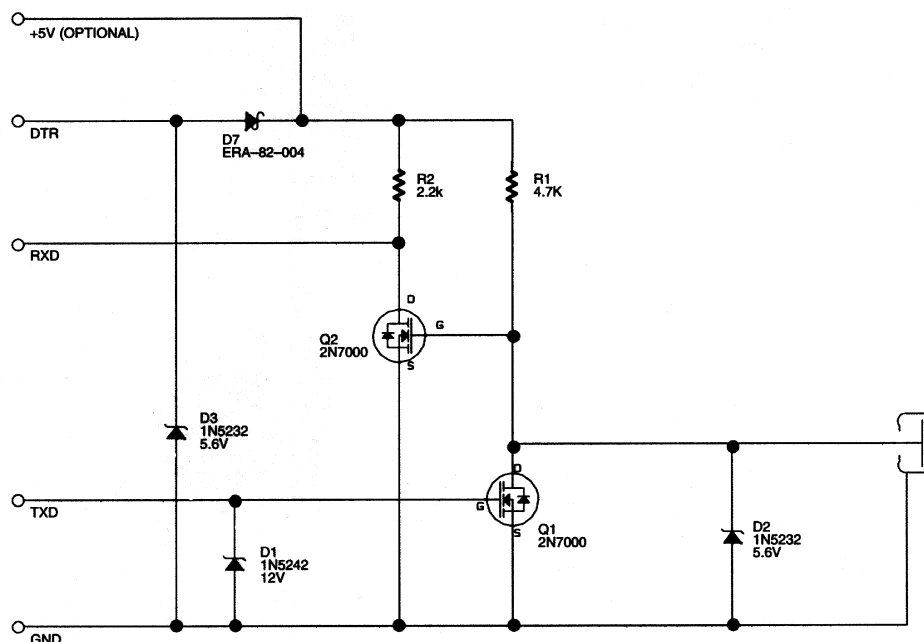 +5V (OPTIONAL)
DTR
D7
ERA-82-004
R2
2.2k
R1
4.7K
RXD
D
G
Q2
2N7000
S
D3
1N5232
5.6V
D
TXD
G
Q1
2N7000
S
D2
1N5232
5.6V
D1
1N5242
12V
GND